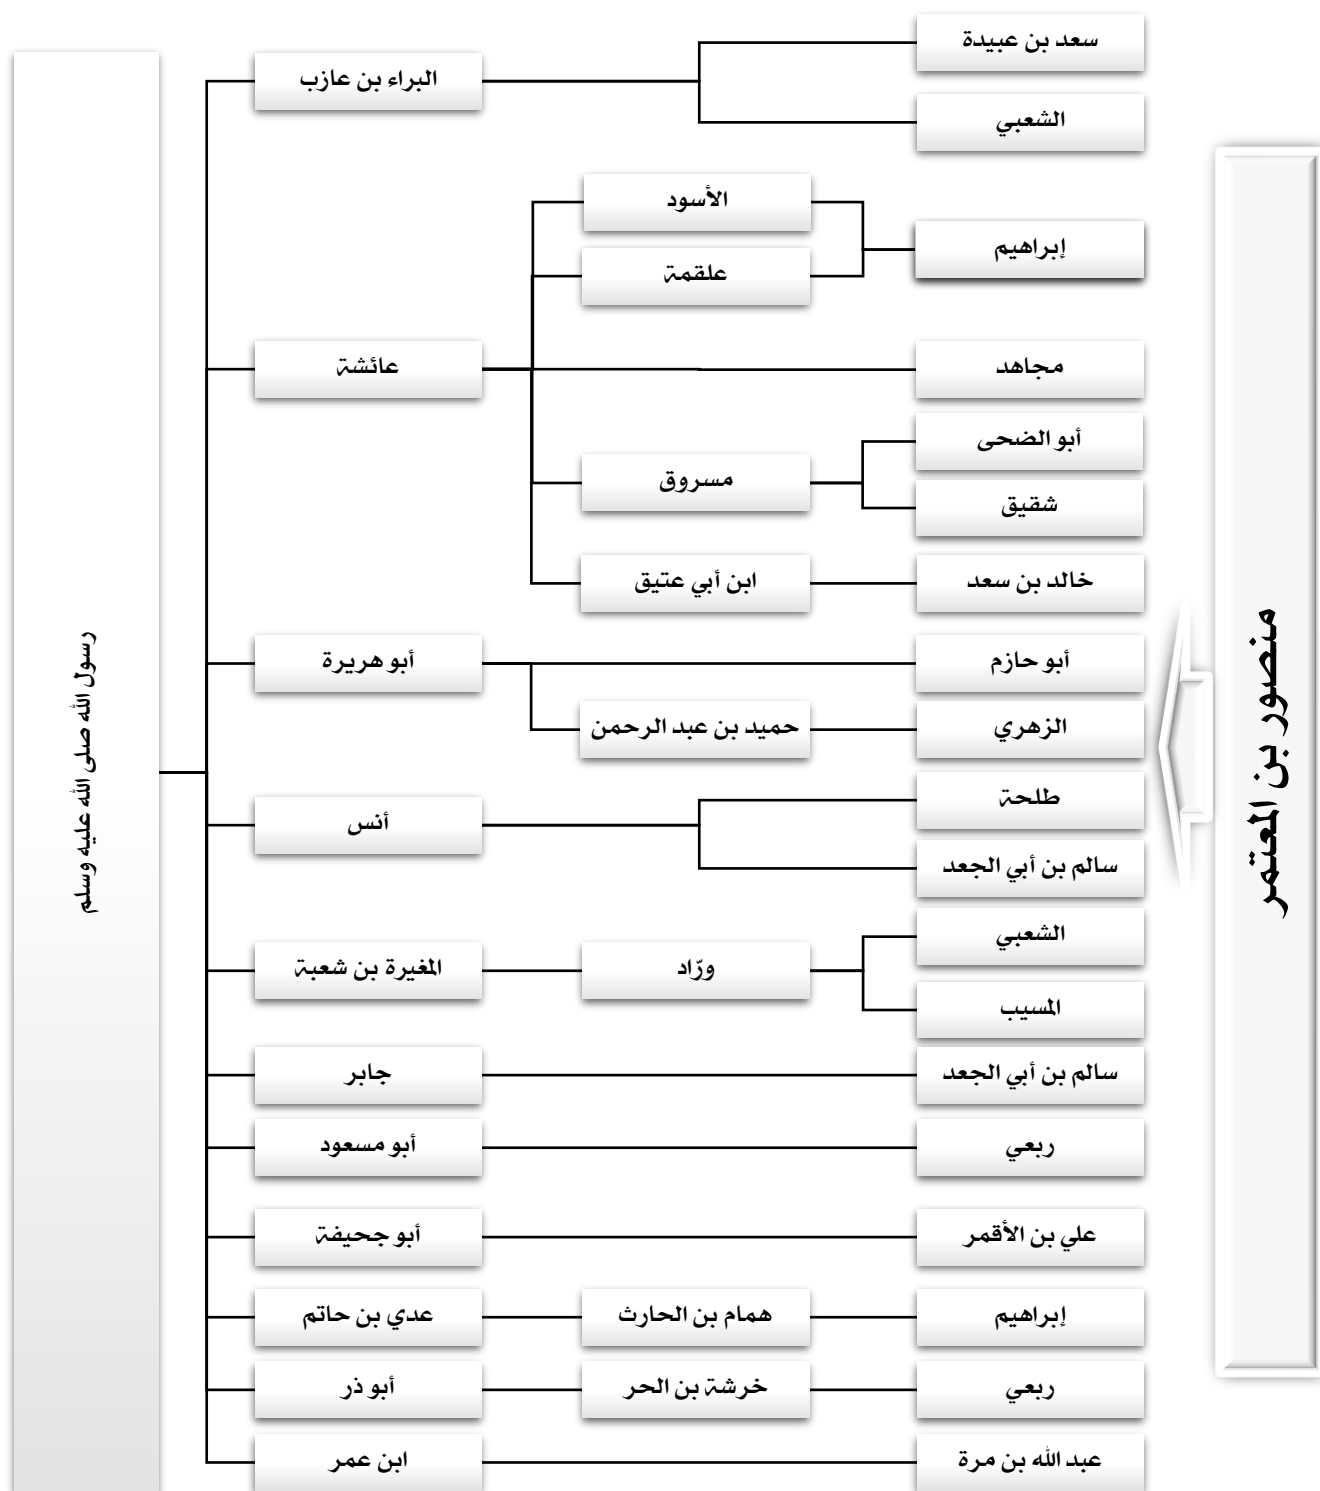 منصور بن المعتمر
سعد بن عبيدة
البراء بن عازب
الشعبي
الأسود
إبراهيم
علقمة
مجاهد
عائشة
أبو الضحى
مسروق
شقيق
خالد بن سعد
ابن أبي عتيق
أبو حازم
أبو هريرة
الزهري
حميد بن عبد الرحمن
طلحة
أنس
سالم بن أبي الجعد
الشعبي
ورّاد
المغيرة بن شعبة
المسيب
سالم بن أبي الجعد
جابر
ربعي
أبو مسعود
علي بن الأقمر
أبو جحيفة
إبراهيم
همام بن الحارث
عدي بن حاتم
ربعي
خرشة بن الحر
أبو ذر
عبد الله بن مرة
ابن عمر
رسول الله صلى الله عليه وسلم